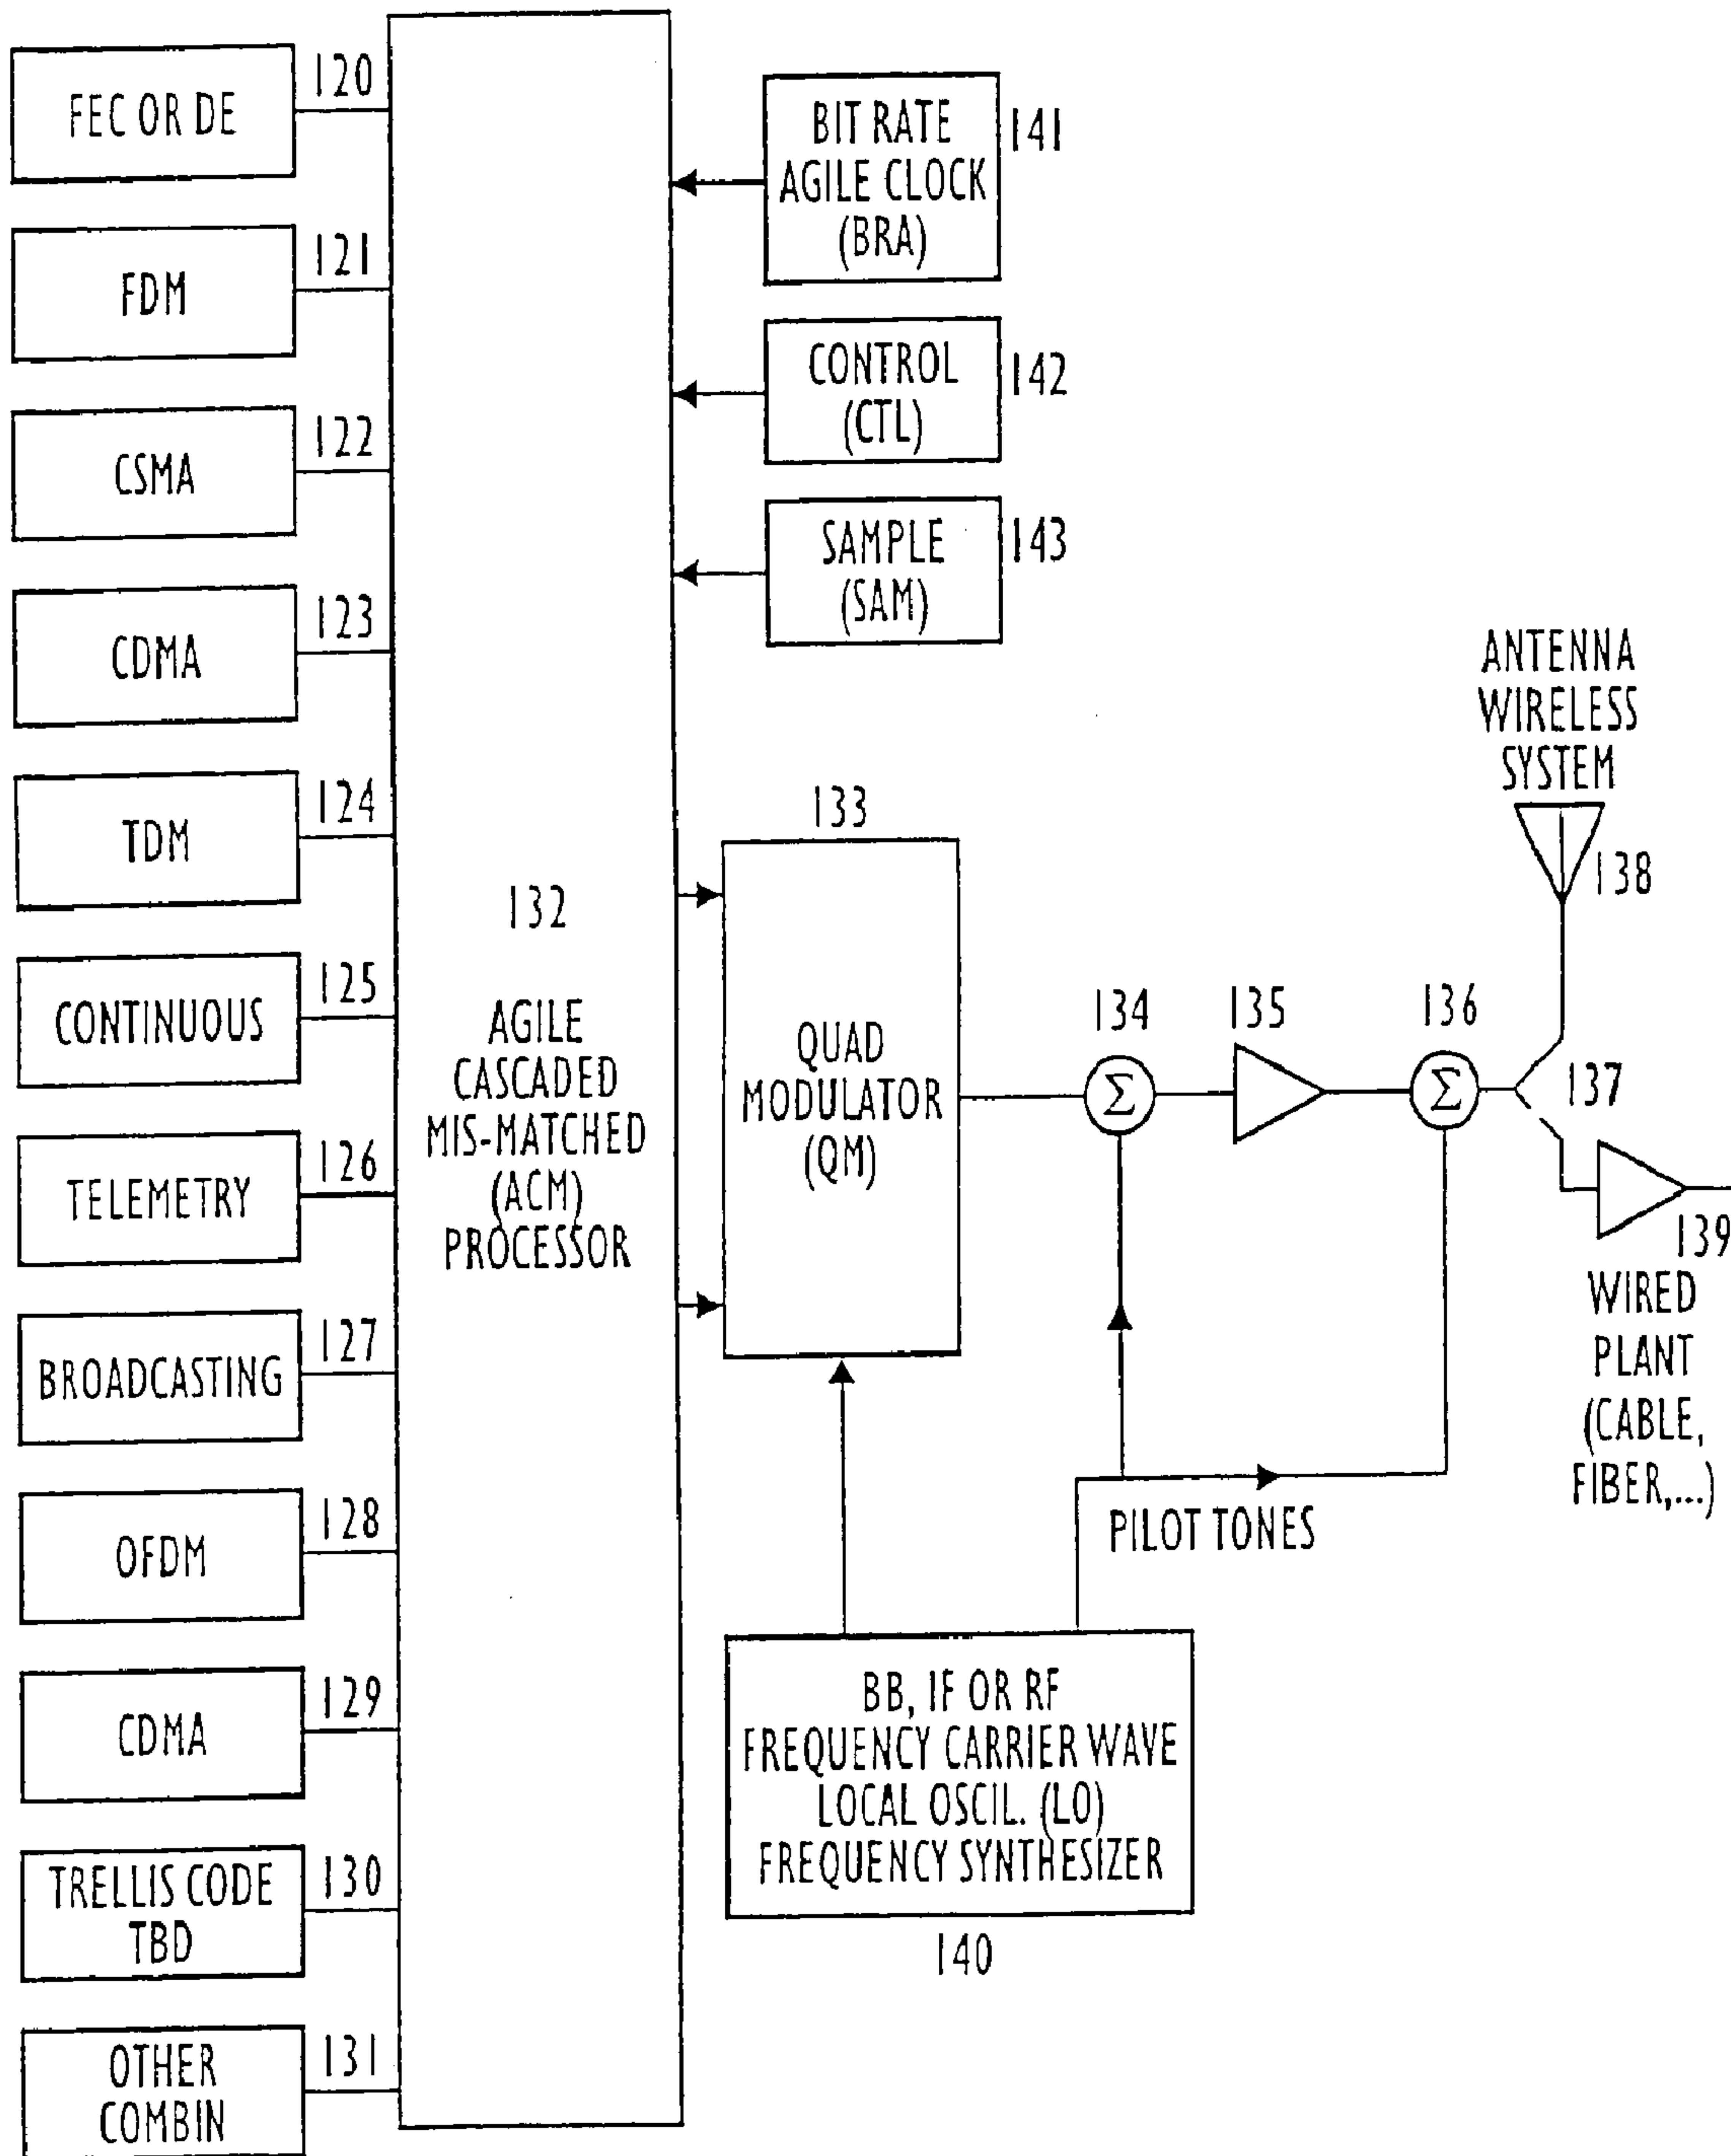 FEC OR DE
120
FDM
121
CSMA
122
CDMA
123
TDM
124
CONTINUOUS
125
TELEMETRY
126
BROADCASTING
127
OFDM
128
CDMA
129
TRELLIS CODE
TBD
130
OTHER
COMBIN
131
132
AGILE
CASCADED
MIS-MATCHED
(ACM)
PROCESSOR
BIT RATE
AGILE CLOCK
(BRA)
141
CONTROL
(CTL)
142
SAMPLE
(SAM)
143
133
QUAD
MODULATOR
(QM)
134
Σ
135
136
Σ
137
ANTENNA
WIRELESS
SYSTEM
138
139
WIRED
PLANT
(CABLE,
FIBER,...)
PILOT TONES
BB, IF OR RF
FREQUENCY CARRIER WAVE
LOCAL OSCIL. (LO)
FREQUENCY SYNTHESIZER
140